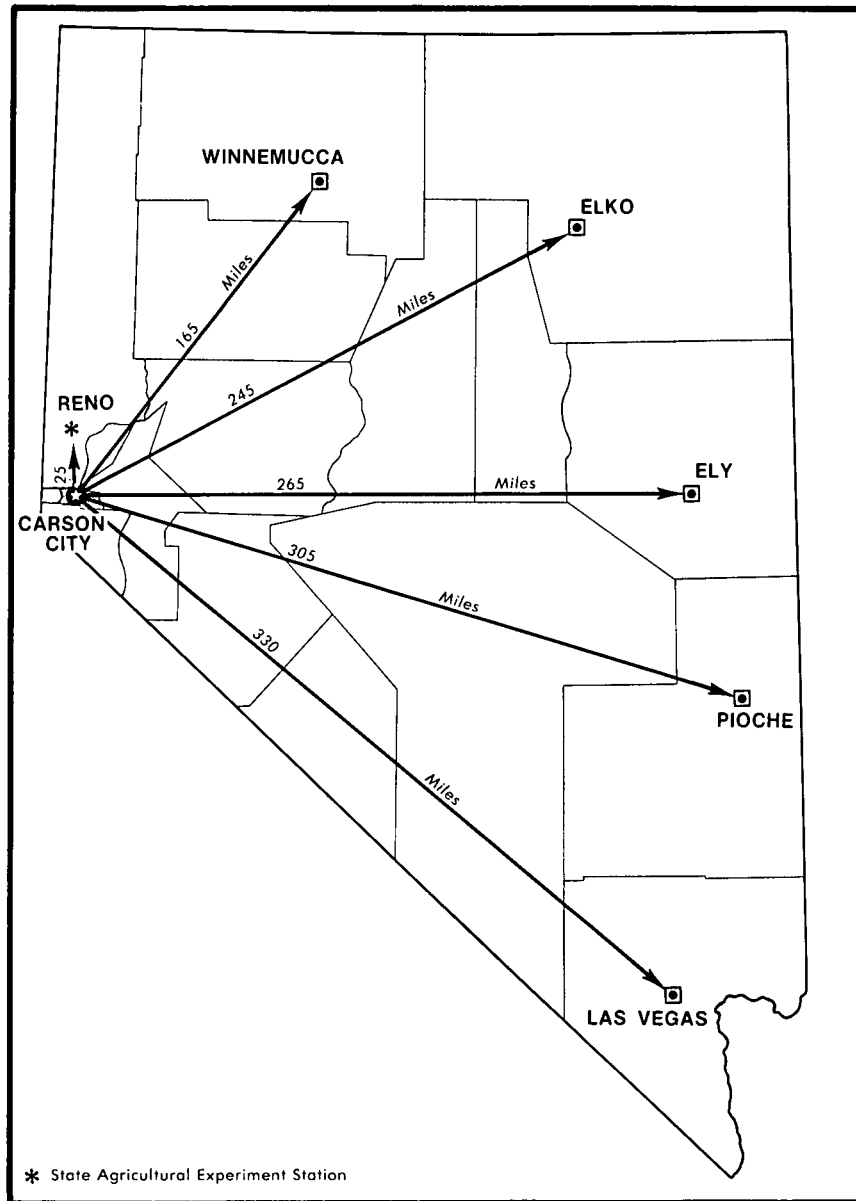 WINNEMUCCA
ELKO
Miles
165
Miles
245
RENO
*
25
CARSON
CITY
265 Miles
ELY
305
Miles
PIOCHE
330
Miles
LAS VEGAS
* State Agricultural Experiment Station